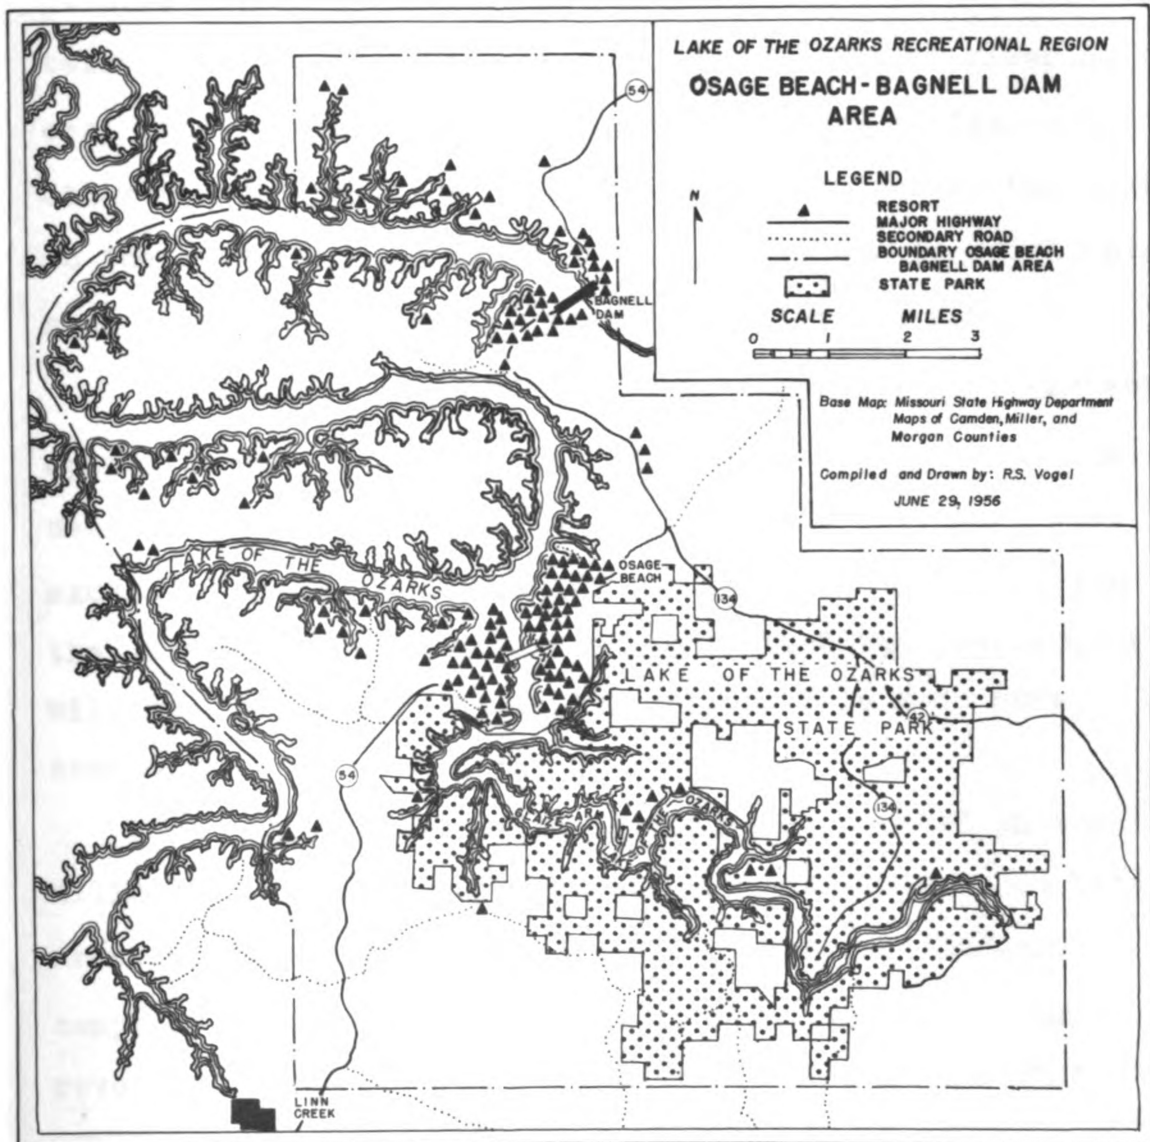 LAKE OF THE OZARKS RECREATIONAL REGION
OSAGE BEACH - BAGNELL DAM
AREA
LEGEND
RESORT
MAJOR HIGHWAY
SECONDARY ROAD
BOUNDARY OSAGE BEACH
BAGNELL DAM AREA
STATE PARK
SCALE MILES
0 1 2 3
Base Map: Missouri State Highway Department
Maps of Camden, Miller, and
Morgan Counties
Compiled and Drawn by: R.S. Vogel
JUNE 29, 1956
N
54
BAGNELL
DAM
LAKE OF THE OZARKS
OSAGE
BEACH
134
LAKE OF THE OZARKS
STATE PARK
42
54
134
ARM
OZARKS
LINN
CREEK